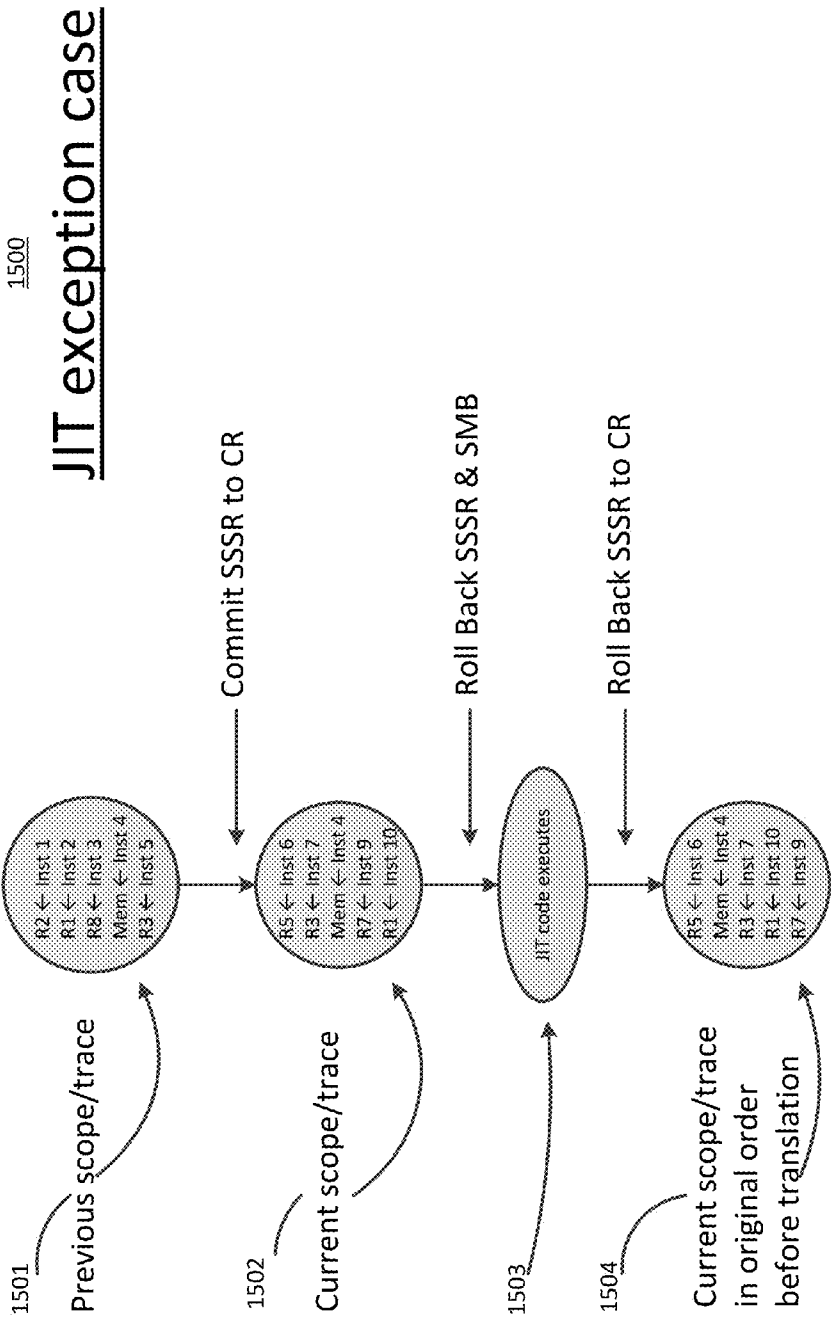 1500
JIT exception case
1501
Previous scope/trace
R2 ← Inst 1
R1 ← Inst 2
R8 ← Inst 3
Mem ← Inst 4
R3 ← Inst 5
Commit SSSR to CR
1502
Current scope/trace
R5 ← Inst 6
R3 ← Inst 7
Mem ← Inst 4
R7 ← Inst 9
R1 ← Inst 10
Roll Back SSSR & SMB
1503
JIT code executes
Roll Back SSSR to CR
1504
Current scope/trace
in original order
before translation
R5 ← Inst 6
Mem ← Inst 4
R3 ← Inst 7
R1 ← Inst 10
R7 ← Inst 9